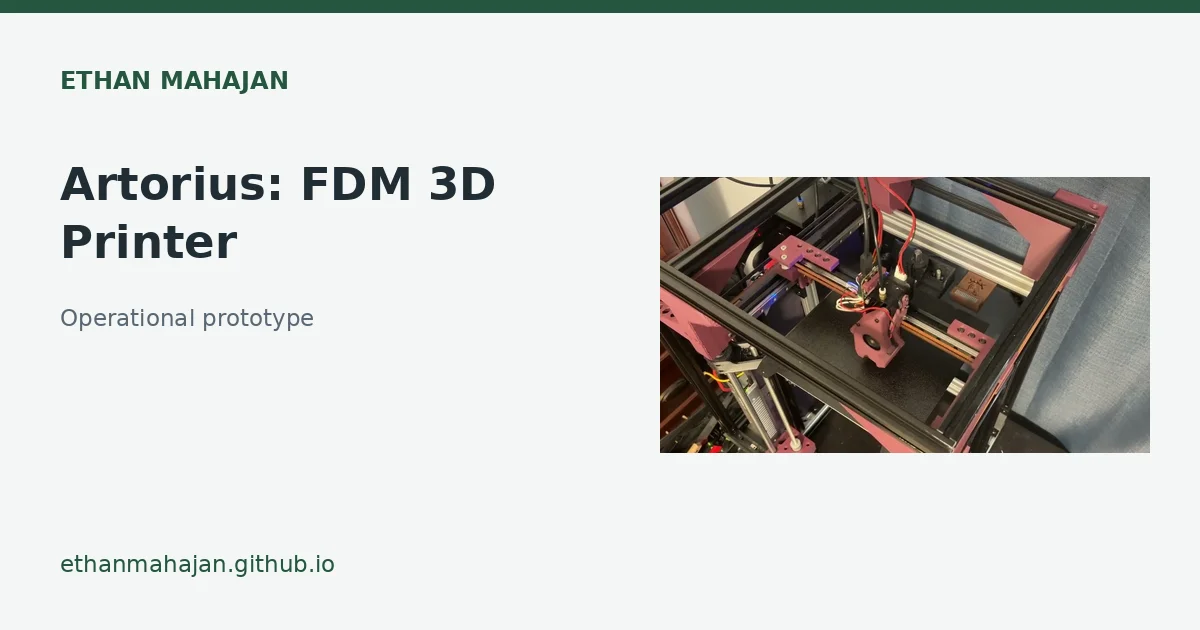 ETHAN MAHAJAN
Artorius: FDM 3D
Printer
Operational prototype
ethanmahajan.github.io